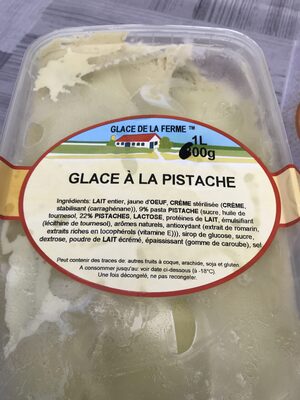 GLACE DE LA FERME ™
1L
00g
GLACE À LA PISTACHE
Ingrédients: LAIT entier, jaune d'OEUF, CRÈME stérilisée (CRÈME,
stabilisant (carraghénane)), 9% pasta PISTACHE (sucre, huile de
tournesol, 22% PISTACHES, LACTOSE, protéines de LAIT, émulsifiant
(lécithine de tournesol), arômes naturels, antioxydant (extrait de romarin,
extraits riches en tocophérols (vitamine E))), sirop de glucose, sucre,
dextrose, poudre de LAIT écrémé, épaississant (gomme de caroube), sel
Peut contenir des traces de: autres fruits à coque, arachide, soja et gluten
A consommer jusqu'au: voir date ci-dessous (à -18°C).
Une fois décongelé, ne pas recongeler.